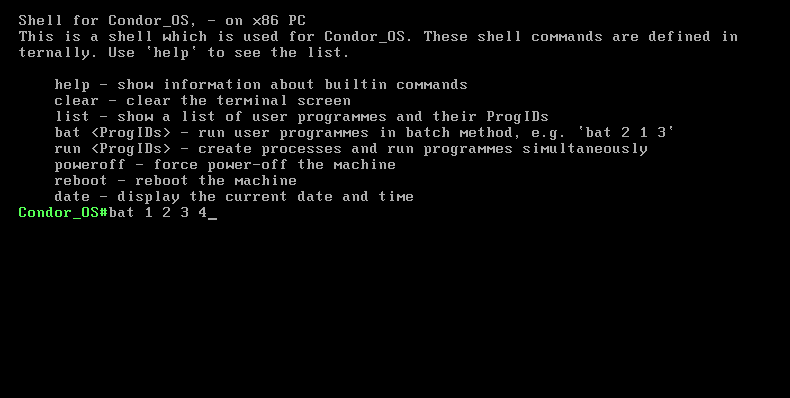 Shell for Condor_OS, - on x86 PC
This is a shell which is used for Condor_OS. These shell commands are defined in
ternally. Use `help` to see the list.
help - show information about builtin commands
clear - clear the terminal screen
list - show a list of user programmes and their ProgIDs
bat <ProgIDs> - run user programmes in batch method, e.g. `bat 2 1 3`
run <ProgIDs> - create processes and run programmes simultaneously
poweroff - force power-off the machine
reboot - reboot the machine
date - display the current date and time
Condor_OS#bat 1 2 3 4_